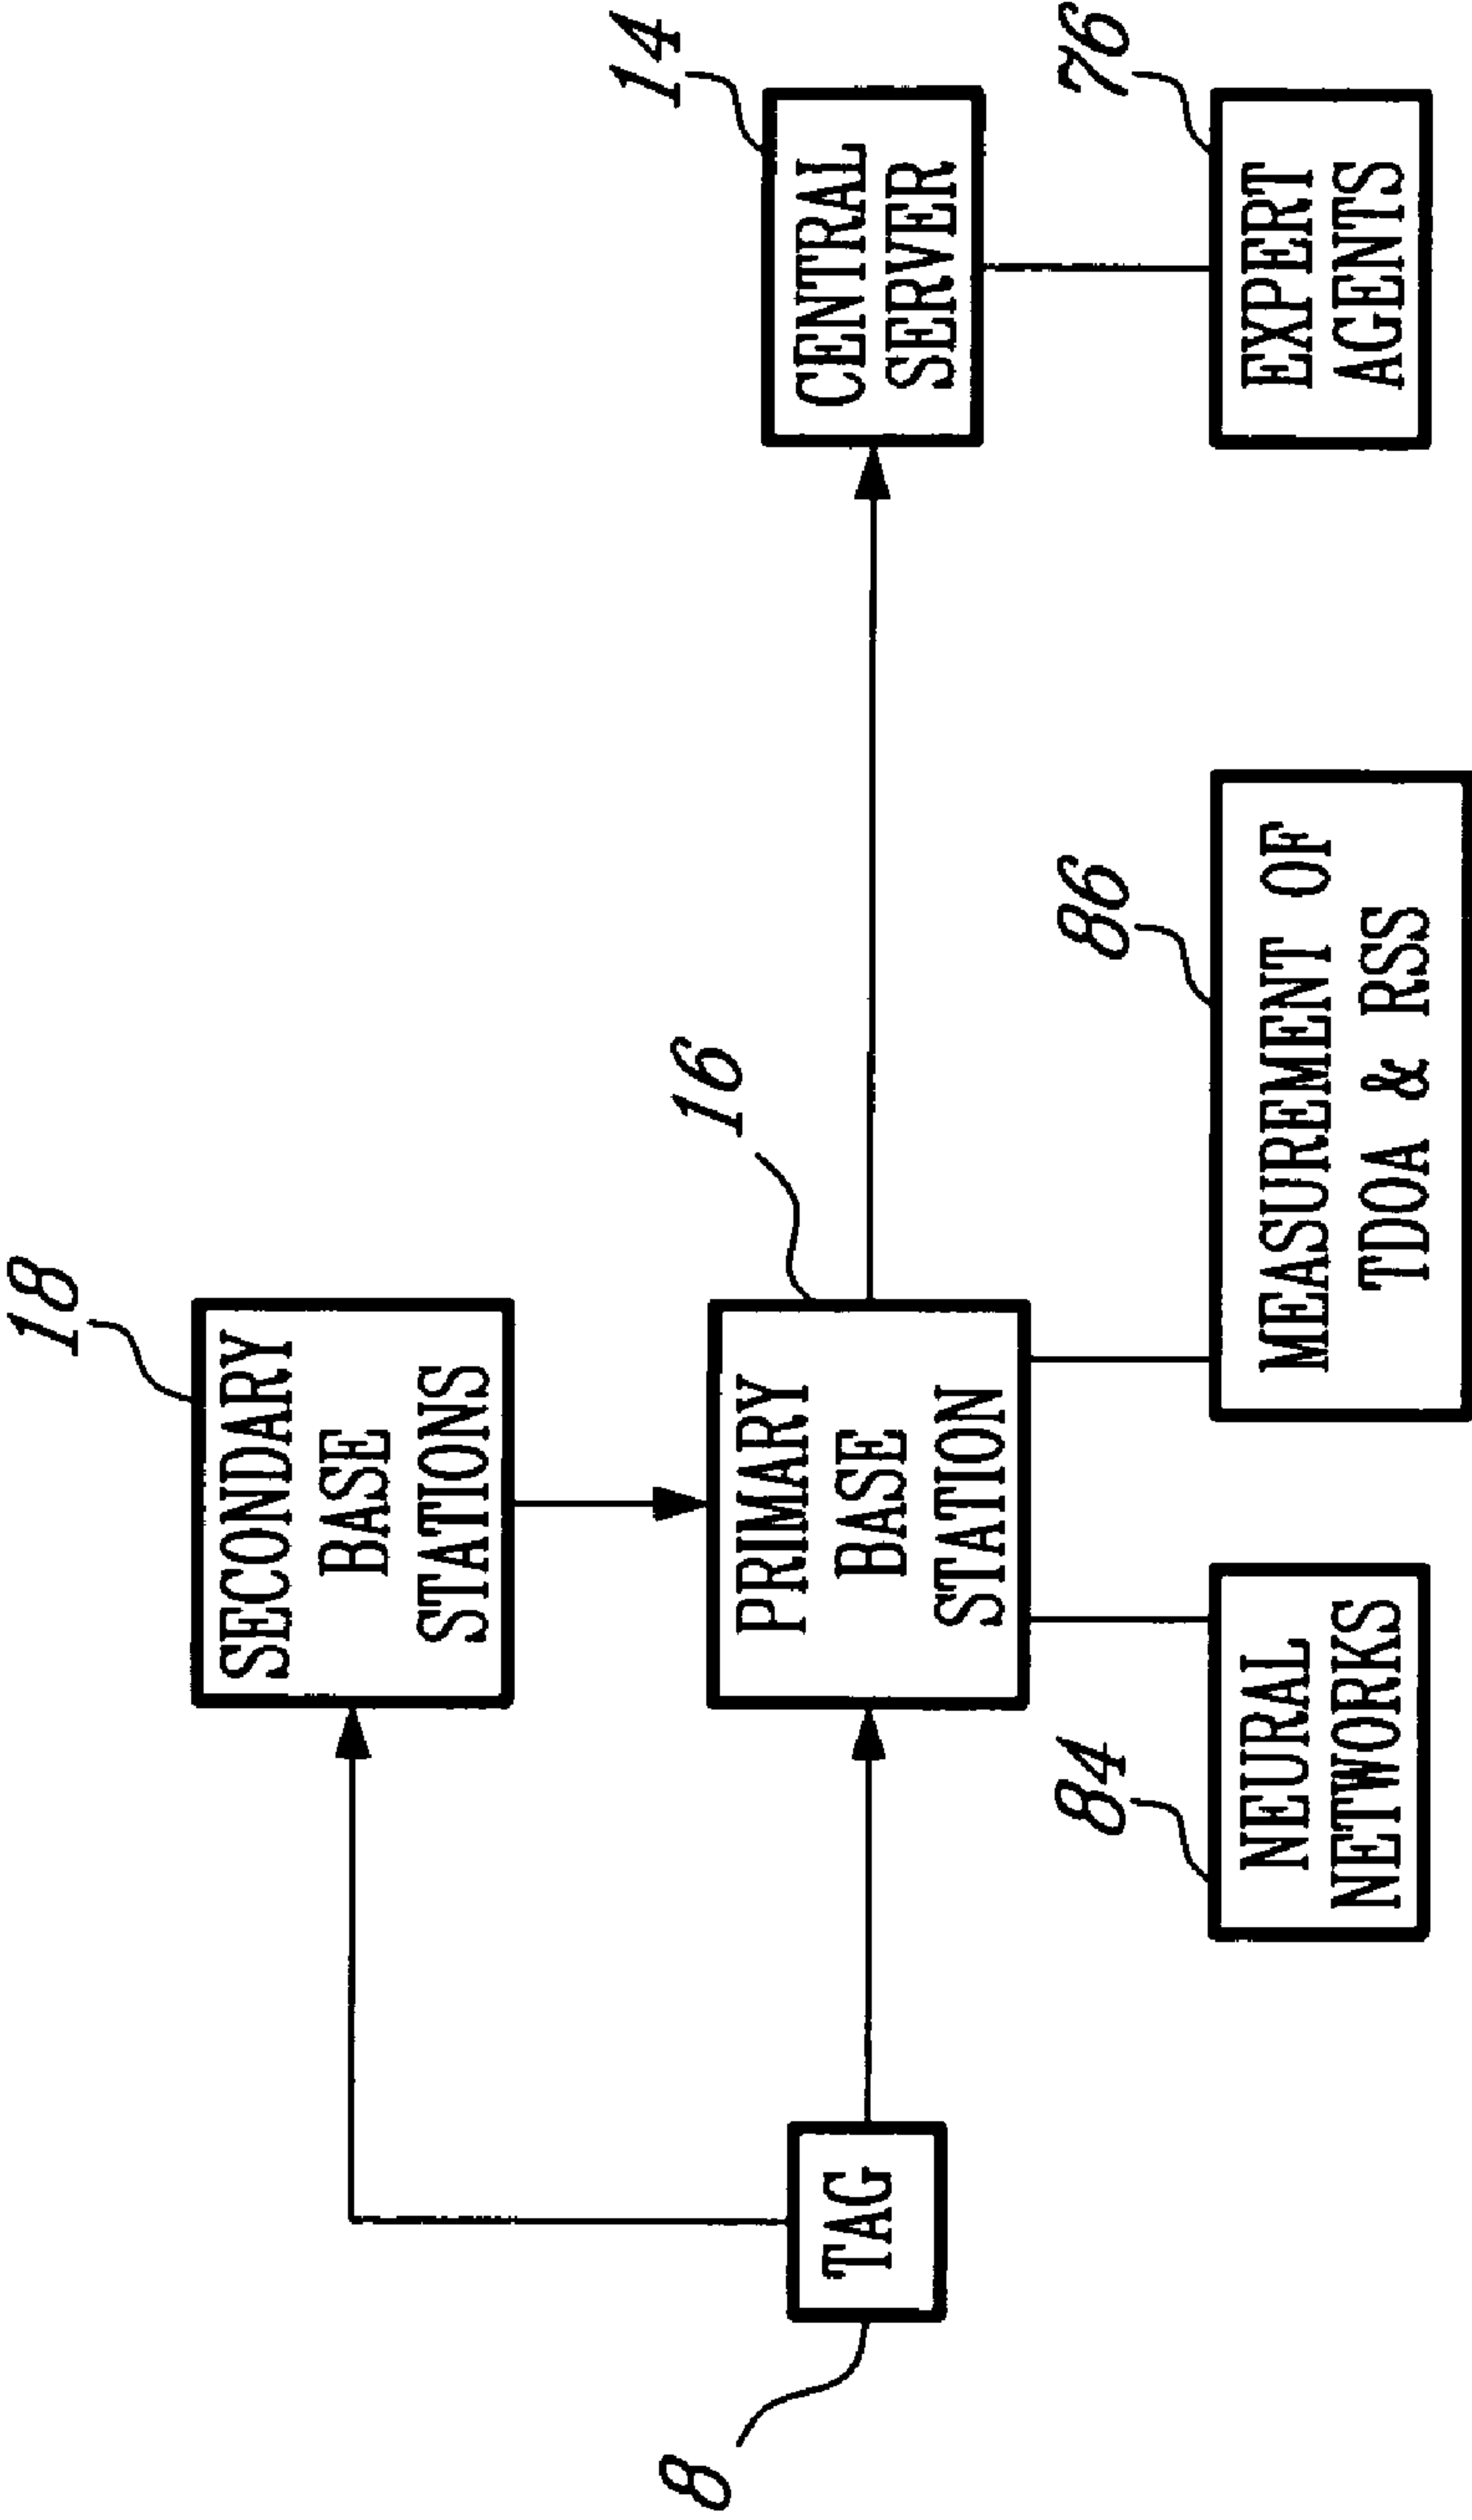 18
SECONDARY
BASE
STATIONS
8
TAG
16
PRIMARY
BASE
STATION
14
CENTRAL
SERVER
84
NEURAL
NETWORKS
86
MEASUREMENT OF
TDOA & RSS
76
EXPERT
AGENTS